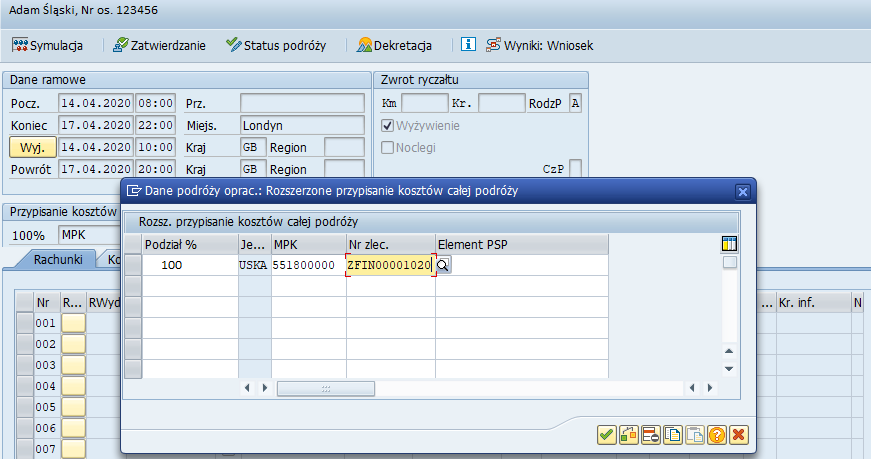 Adam Śląski, Nr os. 123456
Symulacja Zatwierdzanie Status podróży Dekretacja Wyniki: Wniosek
Dane ramowe Zwrot ryczałtu
Pocz. 14.04.2020 08:00 Prz. Km Kr. RodzP A
Koniec 17.04.2020 22:00 Miejs. Londyn Wyżywienie
Wyj. 14.04.2020 10:00 Kraj GB Region Noclegi
Powrót 17.04.2020 20:00 Kraj GB Region CzP
Dane podróży oprac.: Rozszerzone przypisanie kosztów całej podróży
Przypisanie kosztów
Rozsz. przypisanie kosztów całej podróży
100% MPK
Podział % Je... MPK Nr zlec. Element PSP
Rachunki Ko
100 USKA 551800000 ZFIN00001020
Nr R... RWyd ... Kr. inf. N
001
002
003
004
005
006
007